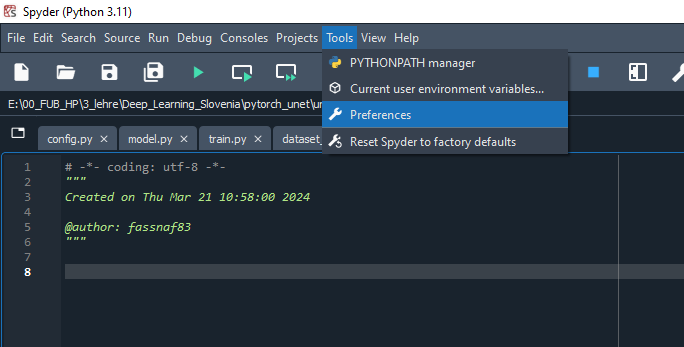 Spyder (Python 3.11)
File Edit Search Source Run Debug Consoles Projects Tools View Help
PYTHONPATH manager
Current user environment variables...
Preferences
Reset Spyder to factory defaults
E:\00_FUB_HP\3_lehre\Deep_Learning_Slovenia\pytorch_unet\
config.py model.py train.py dataset_
1 # -*- coding: utf-8 -*-
2 """
3 Created on Thu Mar 21 10:58:00 2024
4
5 @author: fassnaf83
6 """
7
8